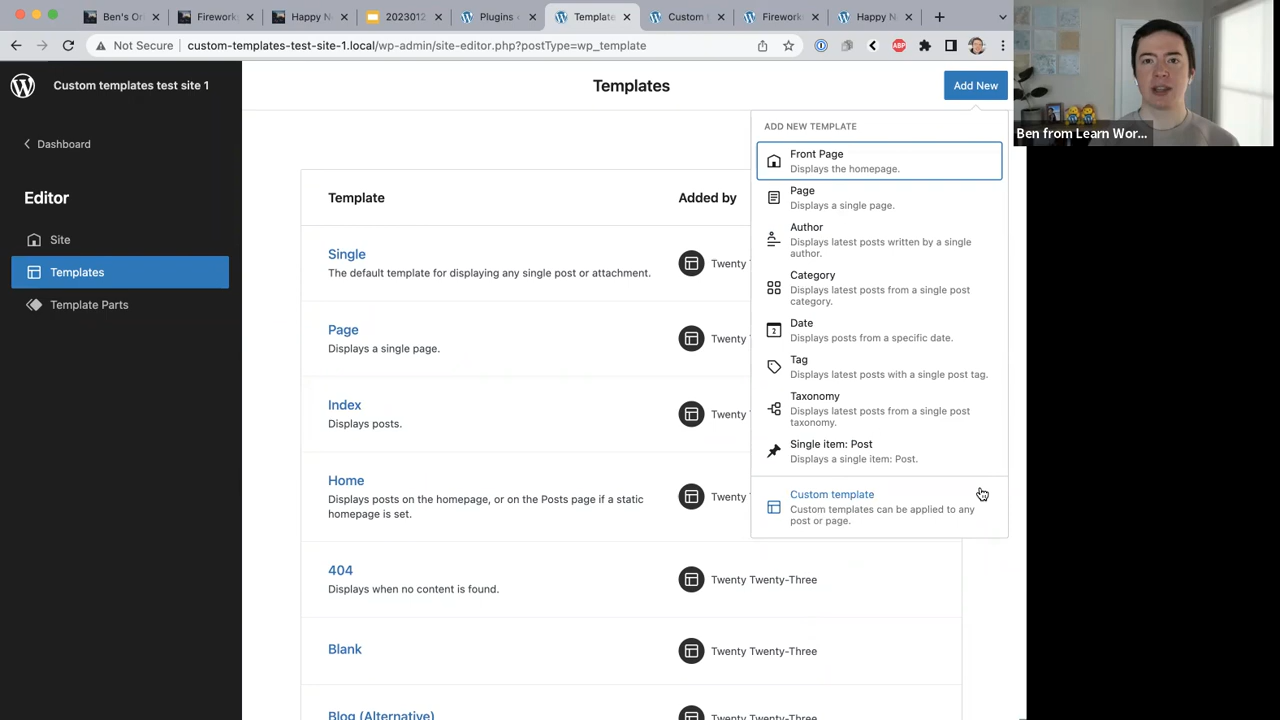 Ben's Or
Firework
Happy N
2023012
Plugins
Template
Custom t
Firework
Happy N
Not Secure
custom-templates-test-site-1.local/wp-admin/site-editor.php?postType=wp_template
ABP
Custom templates test site 1
Dashboard
Editor
Site
Templates
Template Parts
Templates
Add New
Template
Added by
Single
The default template for displaying any single post or attachment.
Twenty T
Page
Displays a single page.
Twenty T
Index
Displays posts.
Twenty T
Home
Displays posts on the homepage, or on the Posts page if a static
homepage is set.
Twenty T
404
Displays when no content is found.
Twenty Twenty-Three
Blank
Twenty Twenty-Three
Blog (Alternative)
Twenty Twenty-Three
ADD NEW TEMPLATE
Front Page
Displays the homepage.
Page
Displays a single page.
Author
Displays latest posts written by a single
author.
Category
Displays latest posts from a single post
category.
2
Date
Displays posts from a specific date.
Tag
Displays latest posts with a single post tag.
Taxonomy
Displays latest posts from a single post
taxonomy.
Single item: Post
Displays a single item: Post.
Custom template
Custom templates can be applied to any
post or page.
Ben from Learn Wor...